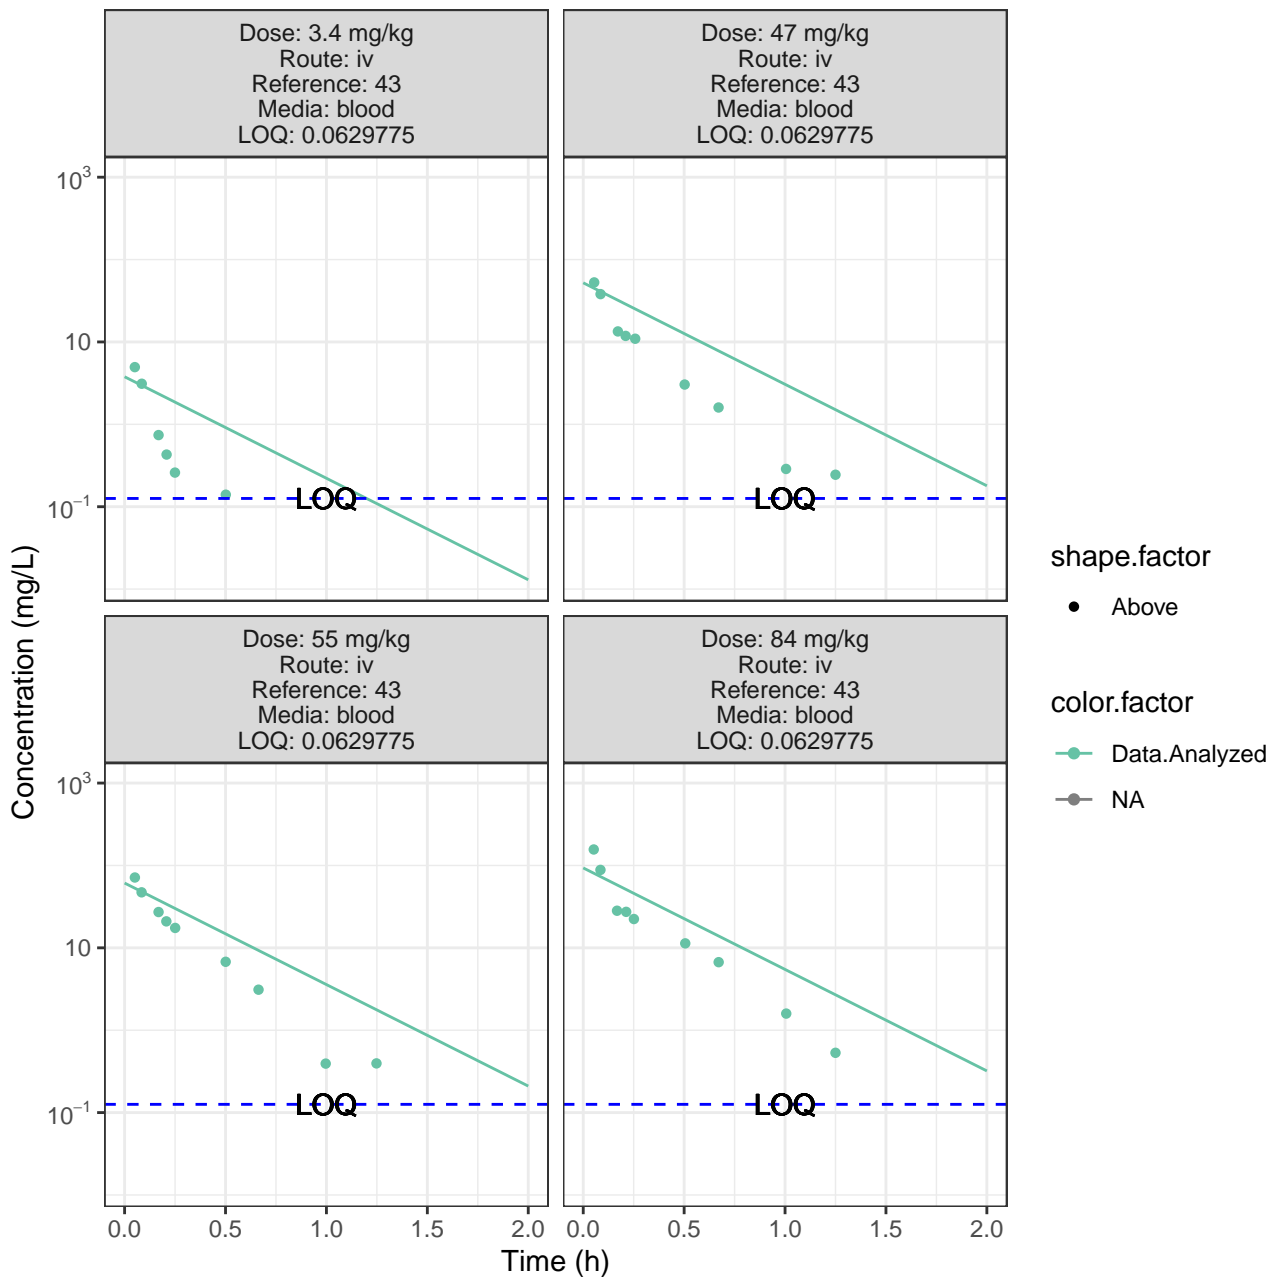 Dose: 3.4 mg/kg
Route: iv
Reference: 43
Media: blood
LOQ: 0.0629775
Dose: 47 mg/kg
Route: iv
Reference: 43
Media: blood
LOQ: 0.0629775
10³
10
10⁻¹
LOQ
LOQ
Dose: 55 mg/kg
Route: iv
Reference: 43
Media: blood
LOQ: 0.0629775
Dose: 84 mg/kg
Route: iv
Reference: 43
Media: blood
LOQ: 0.0629775
10³
10
10⁻¹
LOQ
LOQ
0.0 0.5 1.0 1.5 2.0
0.0 0.5 1.0 1.5 2.0
Time (h)
Concentration (mg/L)
shape.factor
Above
color.factor
Data.Analyzed
NA